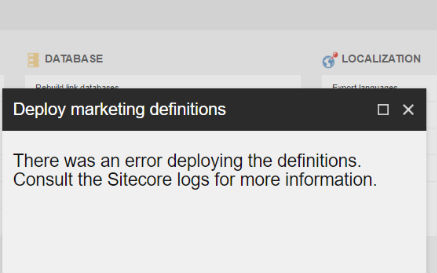 DATABASE
LOCALIZATION
Rebuild link databases
Export languages
Deploy marketing definitions
There was an error deploying the definitions.
Consult the Sitecore logs for more information.